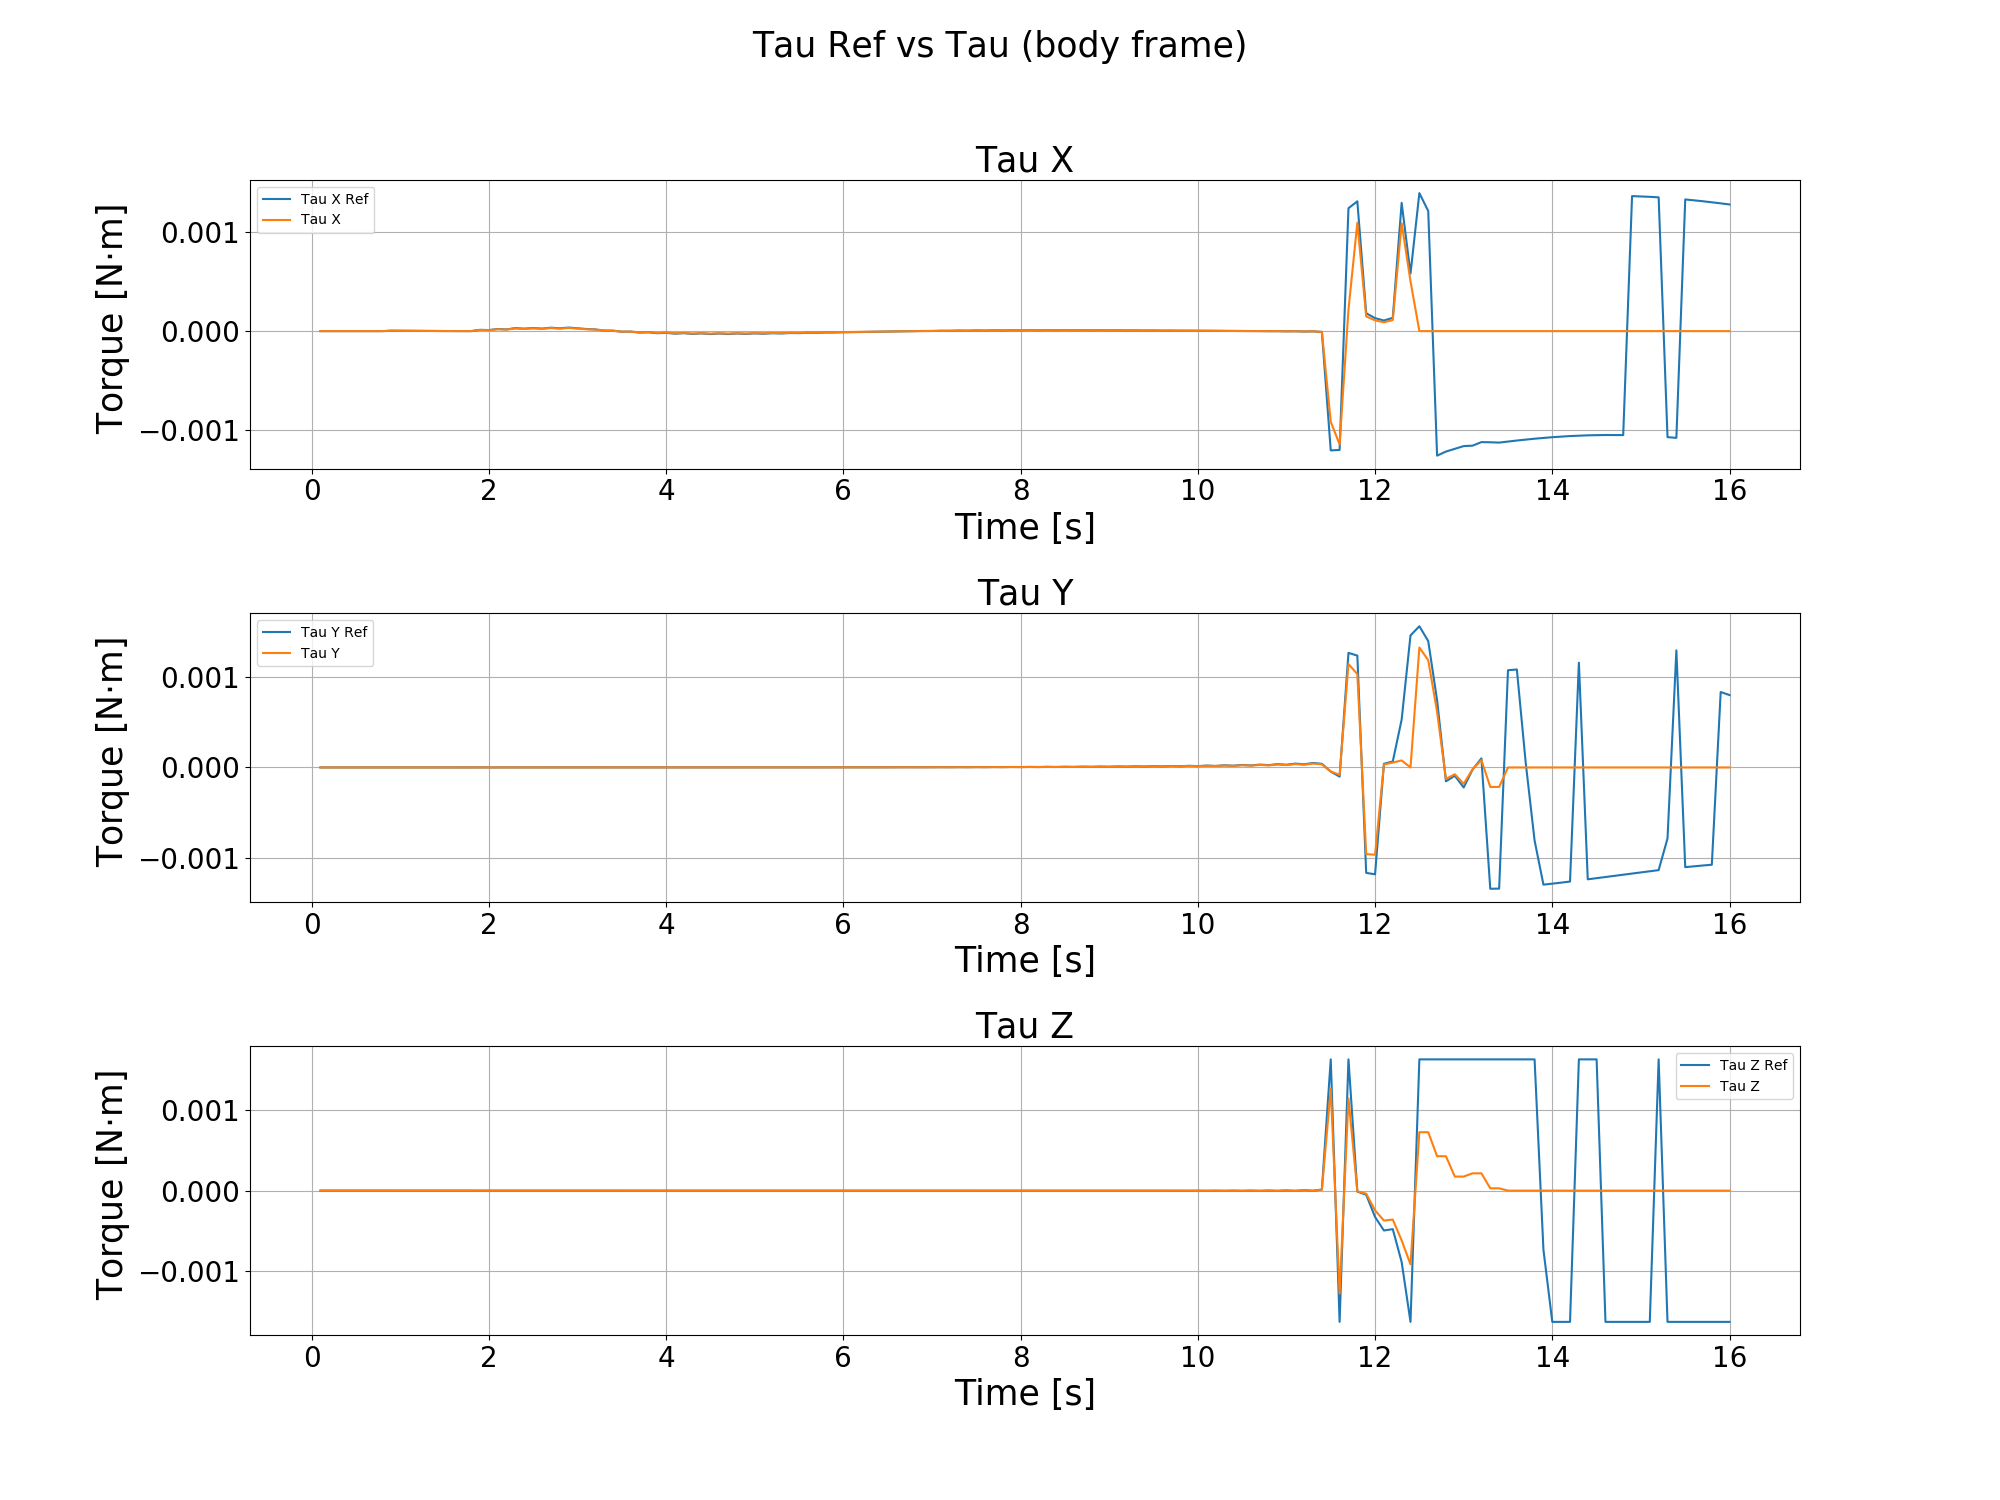 Tau Ref vs Tau (body frame)
Tau X
Torque [N·m]
Tau X Ref
Tau X
0.001
0.000
−0.001
0 2 4 6 8 10 12 14 16
Time [s]
Tau Y
Torque [N·m]
Tau Y Ref
Tau Y
0.001
0.000
−0.001
0 2 4 6 8 10 12 14 16
Time [s]
Tau Z
Torque [N·m]
Tau Z Ref
Tau Z
0.001
0.000
−0.001
0 2 4 6 8 10 12 14 16
Time [s]